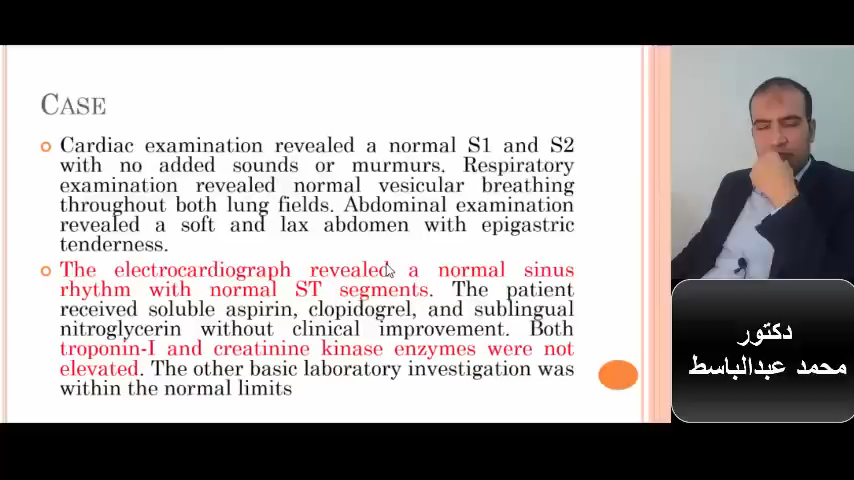 CASE
Cardiac examination revealed a normal S1 and S2
with no added sounds or murmurs. Respiratory
examination revealed normal vesicular breathing
throughout both lung fields. Abdominal examination
revealed a soft and lax abdomen with epigastric
tenderness.
The electrocardiograph revealed a normal sinus
rhythm with normal ST segments. The patient
received soluble aspirin, clopidogrel, and sublingual
nitroglycerin without clinical improvement. Both
troponin-I and creatinine kinase enzymes were not
elevated. The other basic laboratory investigation was
within the normal limits
دكتور
محمد عبدالباسط